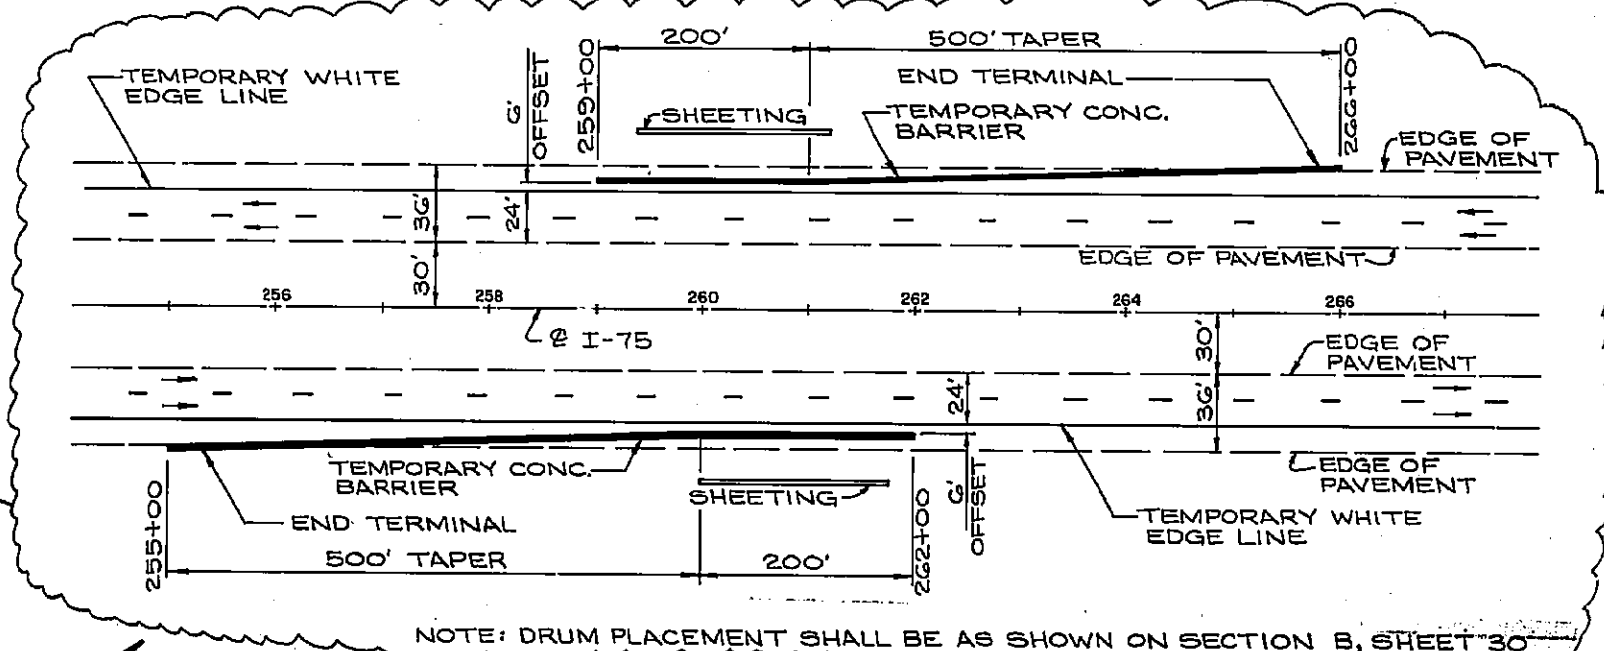 200'
500' TAPER
TEMPORARY WHITE
EDGE LINE
6'
OFFSET
259+00
SHEETING
END TERMINAL
TEMPORARY CONC.
BARRIER
266+00
EDGE OF
PAVEMENT
36'
24'
30'
EDGE OF PAVEMENT
256
258
260
262
264
266
℄ I-75
30'
EDGE OF
PAVEMENT
24'
36'
TEMPORARY CONC.
BARRIER
SHEETING
6'
OFFSET
EDGE OF
PAVEMENT
END TERMINAL
TEMPORARY WHITE
EDGE LINE
255+00
500' TAPER
200'
262+00
NOTE: DRUM PLACEMENT SHALL BE AS SHOWN ON SECTION B, SHEET 30